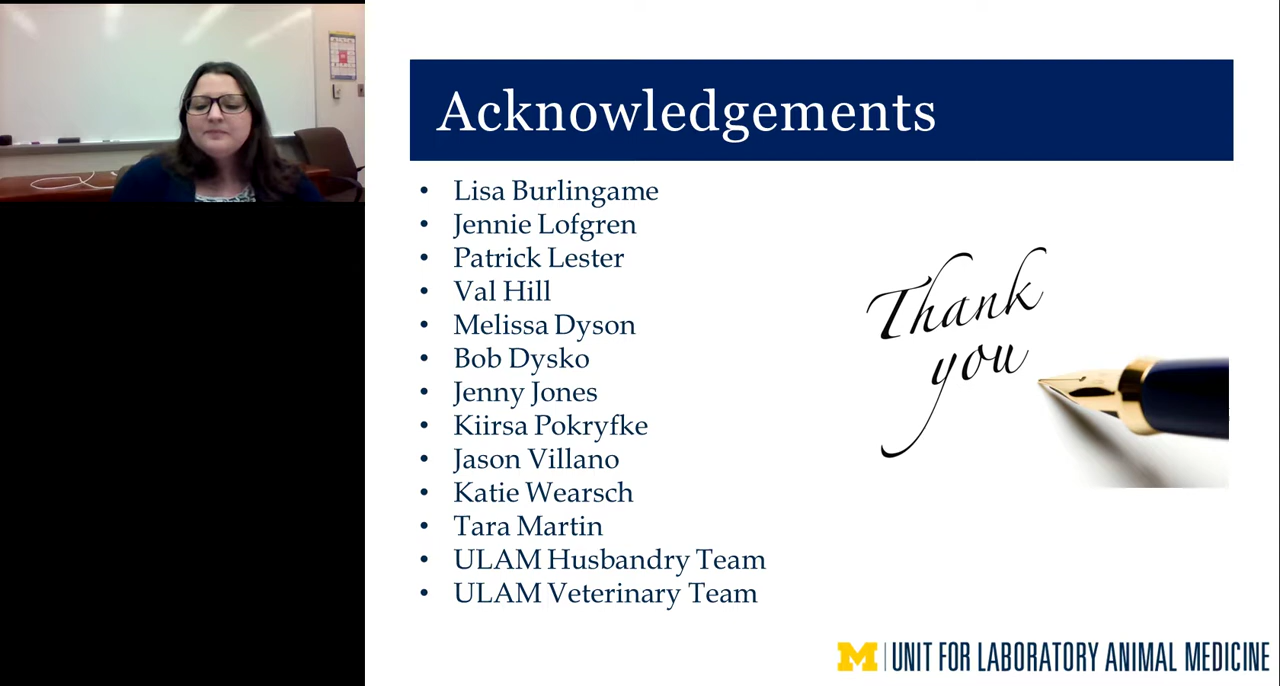 Acknowledgements
• Lisa Burlingame
• Jennie Lofgren
• Patrick Lester
• Val Hill
• Melissa Dyson
• Bob Dysko
• Jenny Jones
• Kiirsa Pokryfke
• Jason Villano
• Katie Wearsch
• Tara Martin
• ULAM Husbandry Team
• ULAM Veterinary Team
Thank
you
M | UNIT FOR LABORATORY ANIMAL MEDICINE